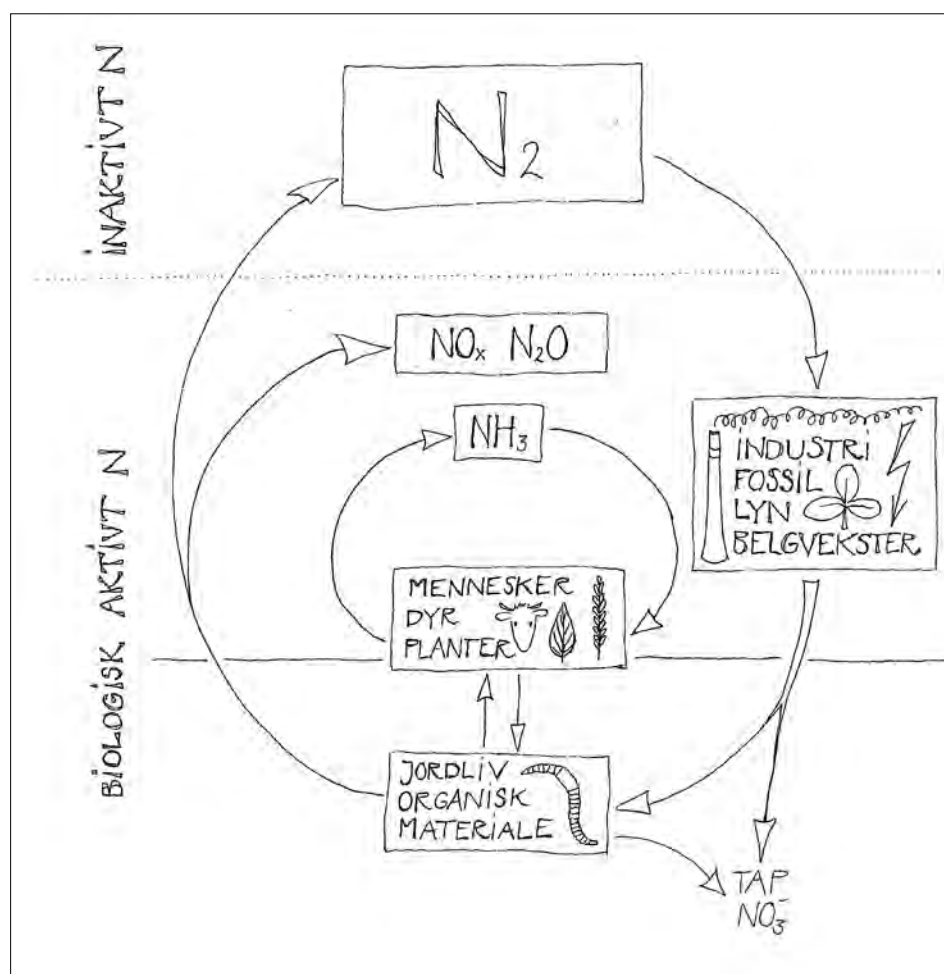 INAKTIVT N
N₂
BIOLOGISK AKTIVT N
NOₓ N₂O
NH₃
INDUSTRI
FOSSIL
LYN
BELGVEKSTER
MENNESKER
DYR
PLANTER
JORDLIV
ORGANISK
MATERIALE
TAP
NO₃⁻